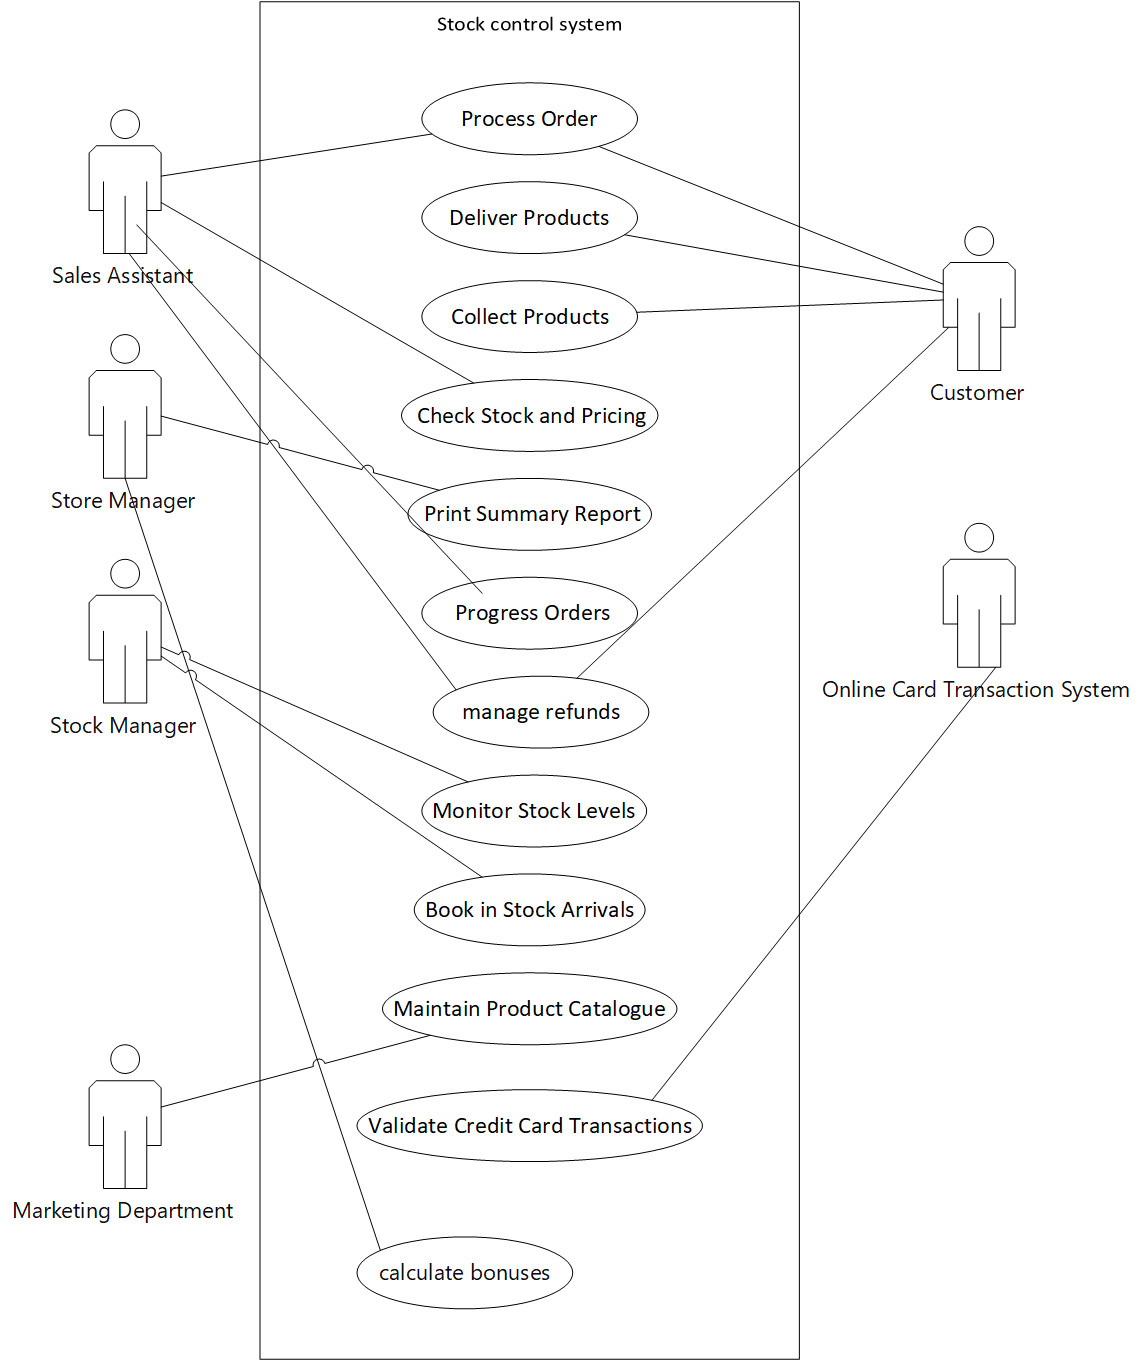 Stock control system
Process Order
Deliver Products
Sales Assistant
Collect Products
Customer
Check Stock and Pricing
Store Manager
Print Summary Report
Progress Orders
Online Card Transaction System
manage refunds
Stock Manager
Monitor Stock Levels
Book in Stock Arrivals
Maintain Product Catalogue
Validate Credit Card Transactions
Marketing Department
calculate bonuses